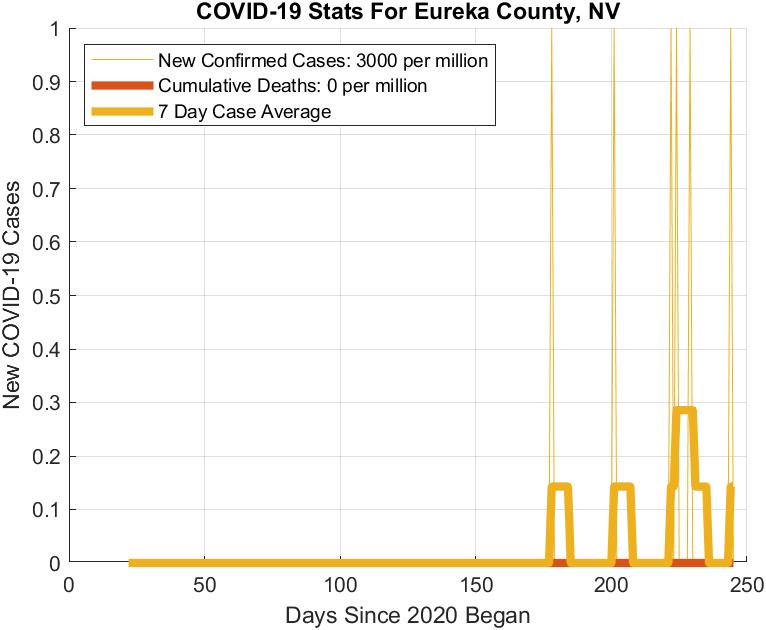 COVID-19 Stats For Eureka County, NV
New Confirmed Cases: 3000 per million
Cumulative Deaths: 0 per million
7 Day Case Average
New COVID-19 Cases
1
0.9
0.8
0.7
0.6
0.5
0.4
0.3
0.2
0.1
0
0 50 100 150 200 250
Days Since 2020 Began